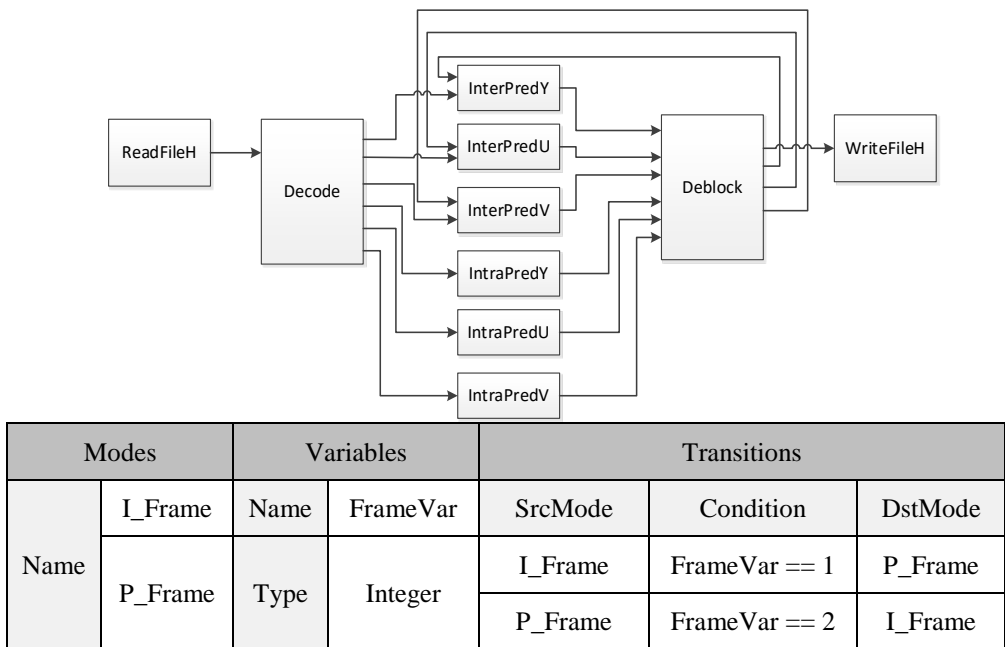 InterPredY
ReadFileH
InterPredU
WriteFileH
Decode
Deblock
InterPredV
IntraPredY
IntraPredU
IntraPredV
Modes Variables Transitions
Name I_Frame Name FrameVar SrcMode Condition DstMode
P_Frame Type Integer I_Frame FrameVar == 1 P_Frame
P_Frame FrameVar == 2 I_Frame